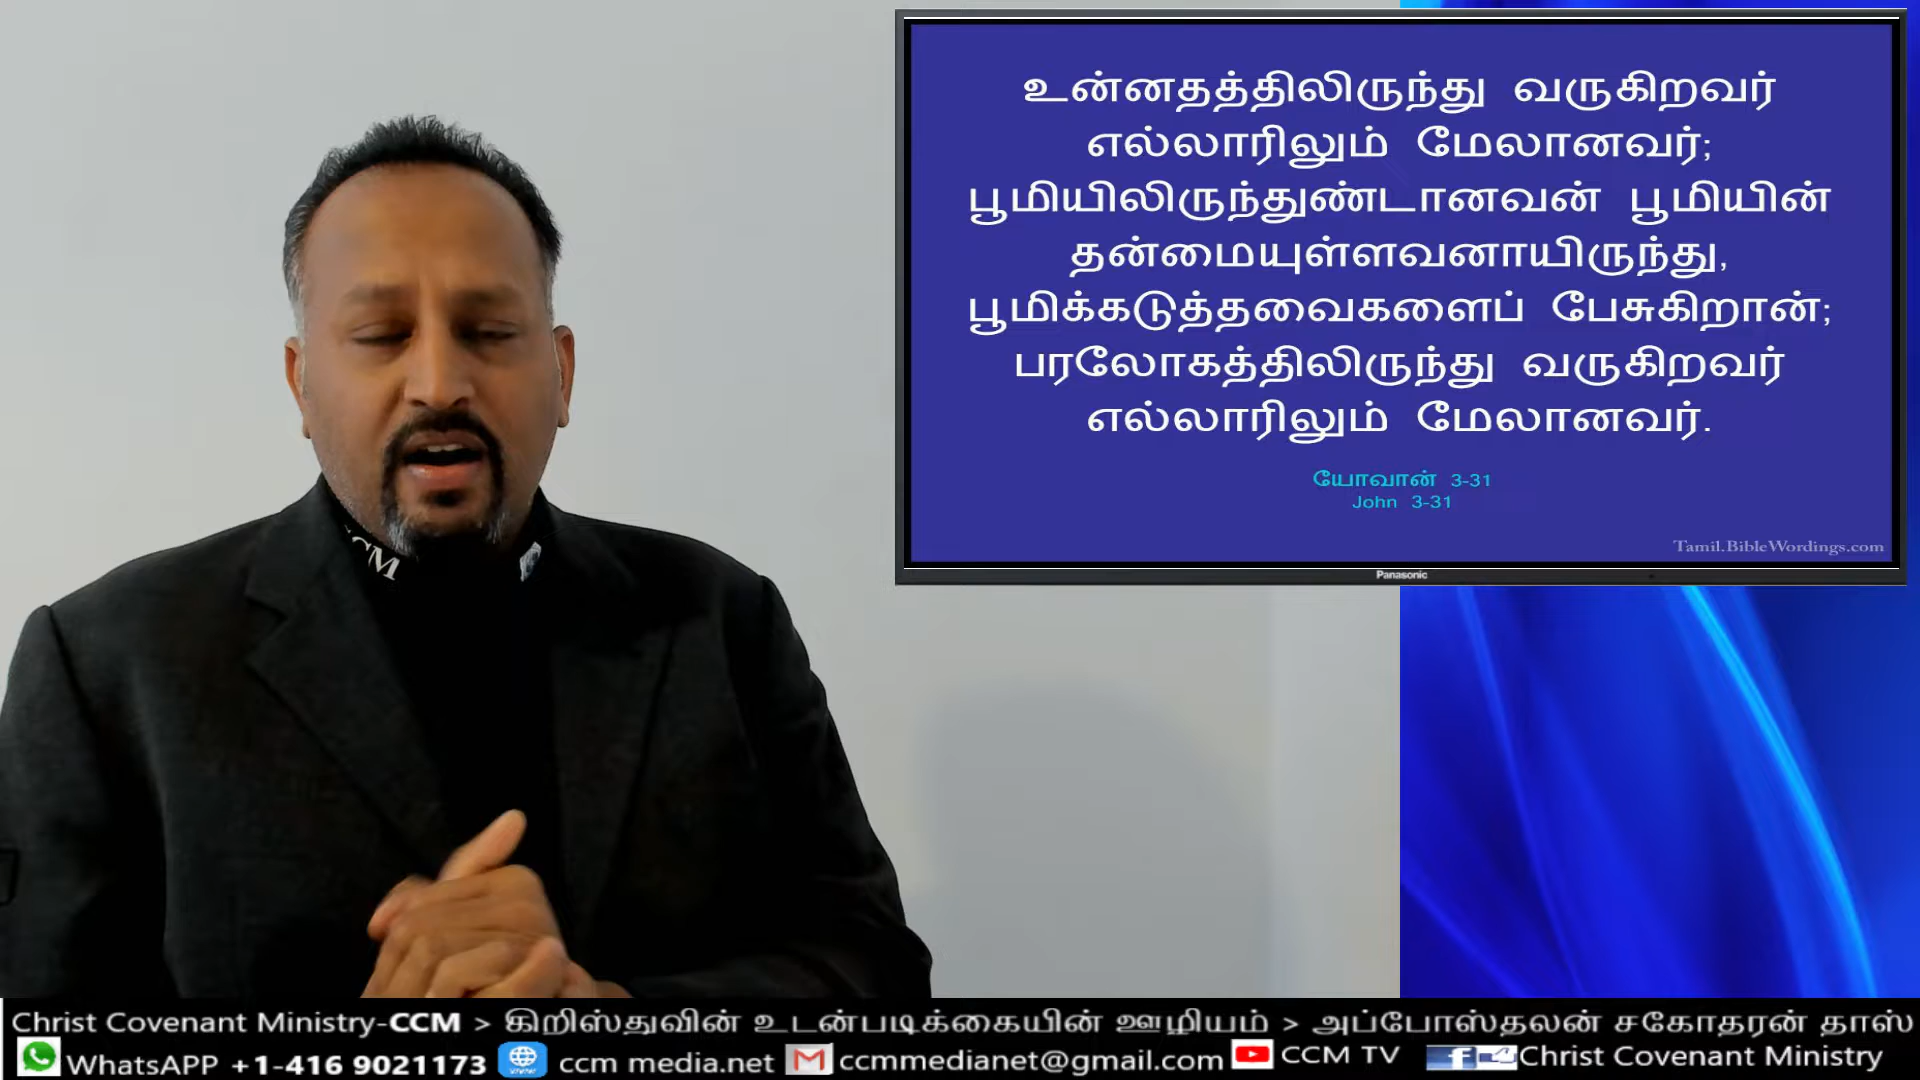 உன்னதத்திலிருந்து வருகிறவர்
எல்லாரிலும் மேலானவர்;
பூமியிலிருந்துண்டானவன் பூமியின்
தன்மையுள்ளவனாயிருந்து,
பூமிக்கடுத்தவைகளைப் பேசுகிறான்;
பரலோகத்திலிருந்து வருகிறவர்
எல்லாரிலும் மேலானவர்.
யோவான் 3-31
John 3-31
Tamil.BibleWordings.com
Panasonic
CCM
Christ Covenant Ministry-CCM > கிறிஸ்துவின் உடன்படிக்கையின் ஊழியம் > அப்போஸ்தலன் சகோதரன் தாஸ்
WhatsAPP +1-416 9021173 ccm media.net ccmmedianet@gmail.com CCM TV Christ Covenant Ministry